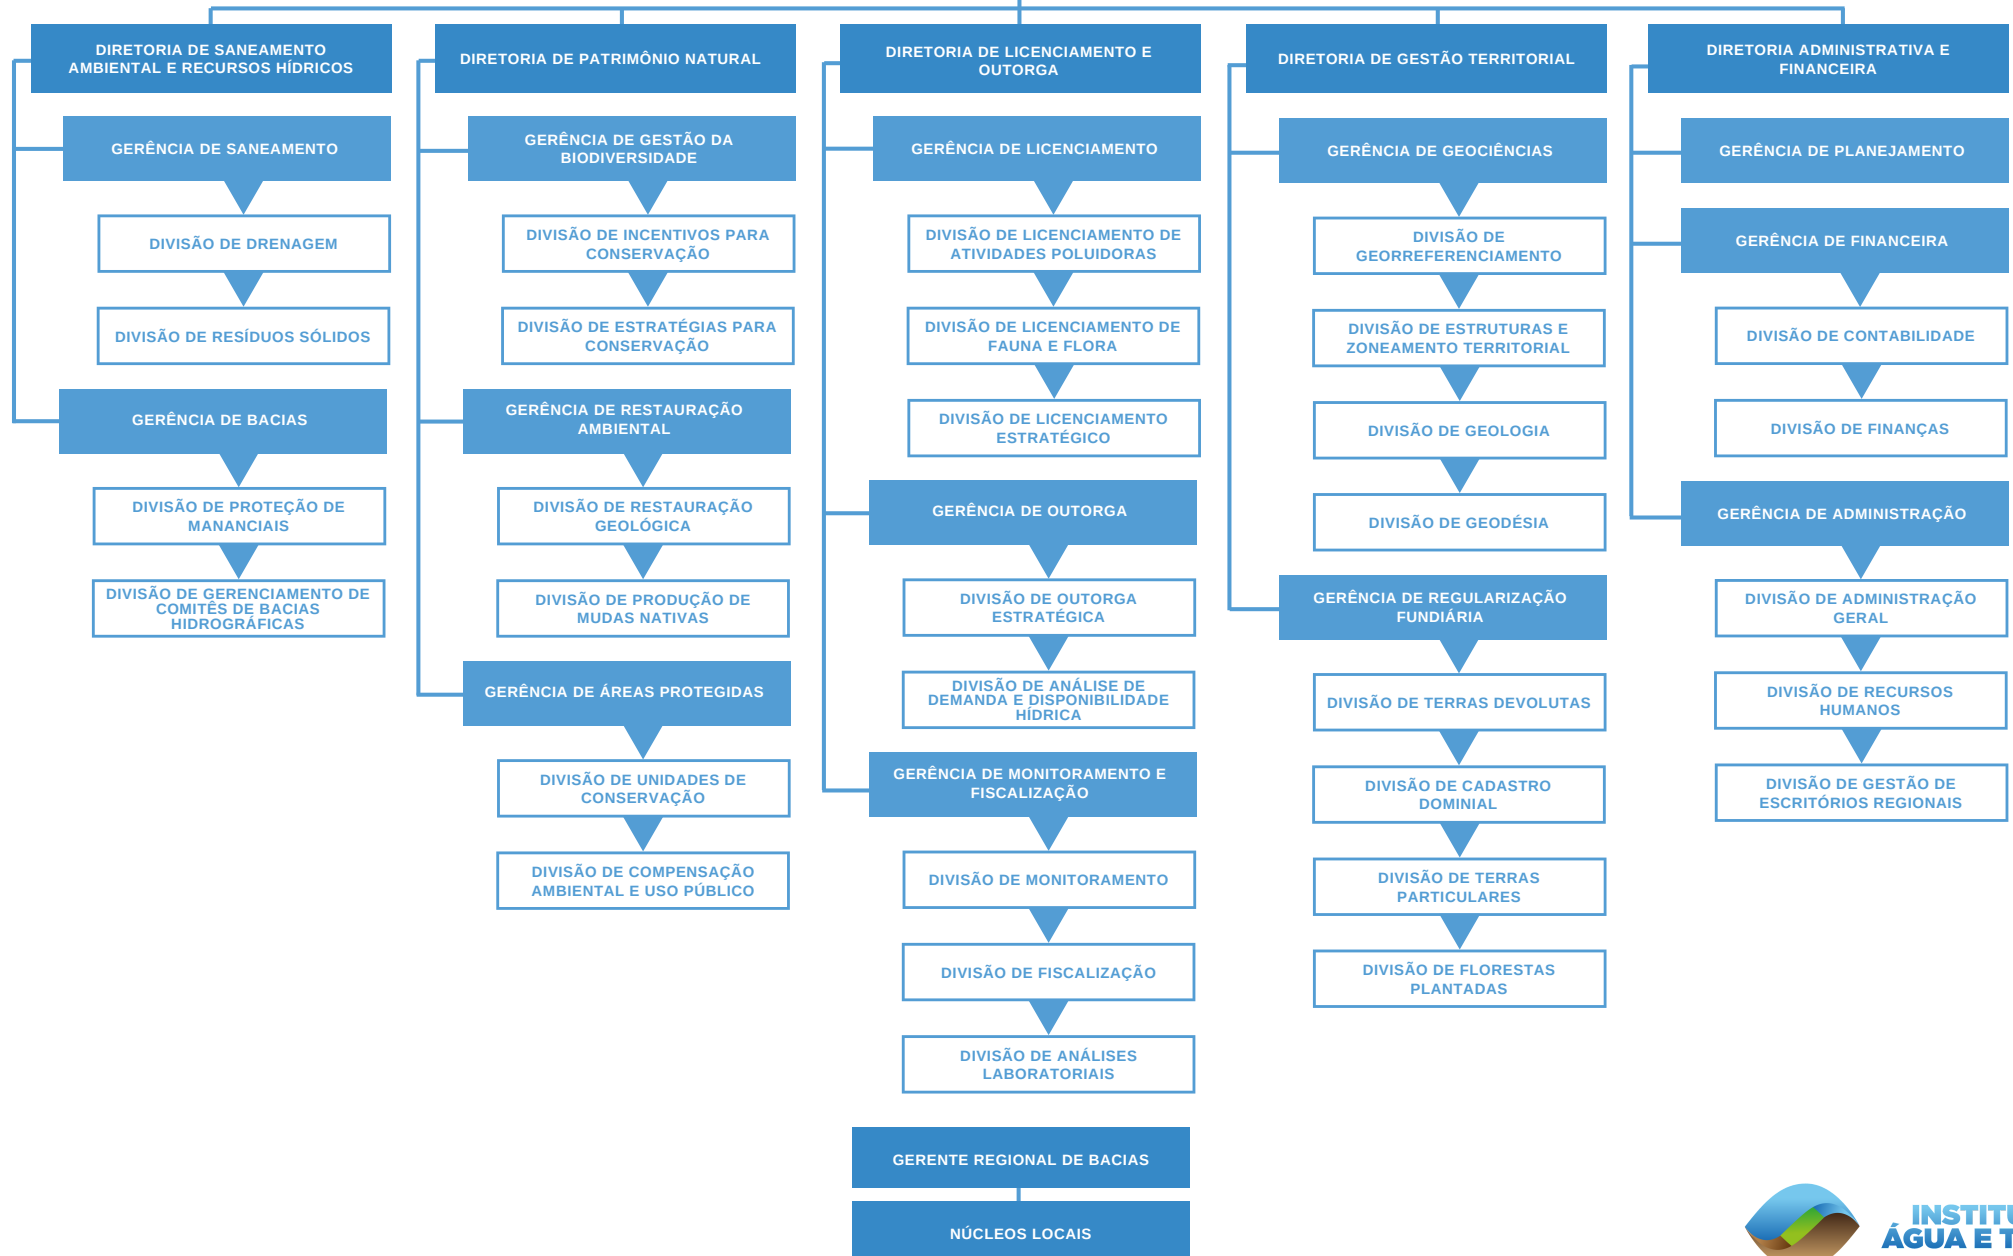 DIRETORIA DE SANEAMENTO
AMBIENTAL E RECURSOS HÍDRICOS
GERÊNCIA DE SANEAMENTO
DIVISÃO DE DRENAGEM
DIVISÃO DE RESÍDUOS SÓLIDOS
GERÊNCIA DE BACIAS
DIVISÃO DE PROTEÇÃO DE
MANANCIAIS
DIVISÃO DE GERENCIAMENTO DE
COMITÊS DE BACIAS
HIDROGRÁFICAS
DIRETORIA DE PATRIMÔNIO NATURAL
GERÊNCIA DE GESTÃO DA
BIODIVERSIDADE
DIVISÃO DE INCENTIVOS PARA
CONSERVAÇÃO
DIVISÃO DE ESTRATÉGIAS PARA
CONSERVAÇÃO
GERÊNCIA DE RESTAURAÇÃO
AMBIENTAL
DIVISÃO DE RESTAURAÇÃO
GEOLÓGICA
DIVISÃO DE PRODUÇÃO DE
MUDAS NATIVAS
GERÊNCIA DE ÁREAS PROTEGIDAS
DIVISÃO DE UNIDADES DE
CONSERVAÇÃO
DIVISÃO DE COMPENSAÇÃO
AMBIENTAL E USO PÚBLICO
DIRETORIA DE LICENCIAMENTO E
OUTORGA
GERÊNCIA DE LICENCIAMENTO
DIVISÃO DE LICENCIAMENTO DE
ATIVIDADES POLUIDORAS
DIVISÃO DE LICENCIAMENTO DE
FAUNA E FLORA
DIVISÃO DE LICENCIAMENTO
ESTRATÉGICO
GERÊNCIA DE OUTORGA
DIVISÃO DE OUTORGA
ESTRATÉGICA
DIVISÃO DE ANÁLISE DE
DEMANDA E DISPONIBILIDADE
HÍDRICA
GERÊNCIA DE MONITORAMENTO E
FISCALIZAÇÃO
DIVISÃO DE MONITORAMENTO
DIVISÃO DE FISCALIZAÇÃO
DIVISÃO DE ANÁLISES
LABORATORIAIS
GERENTE REGIONAL DE BACIAS
NÚCLEOS LOCAIS
DIRETORIA DE GESTÃO TERRITORIAL
GERÊNCIA DE GEOCIÊNCIAS
DIVISÃO DE
GEORREFERENCIAMENTO
DIVISÃO DE ESTRUTURAS E
ZONEAMENTO TERRITORIAL
DIVISÃO DE GEOLOGIA
DIVISÃO DE GEODÉSIA
GERÊNCIA DE REGULARIZAÇÃO
FUNDIÁRIA
DIVISÃO DE TERRAS DEVOLUTAS
DIVISÃO DE CADASTRO
DOMINIAL
DIVISÃO DE TERRAS
PARTICULARES
DIVISÃO DE FLORESTAS
PLANTADAS
DIRETORIA ADMINISTRATIVA E
FINANCEIRA
GERÊNCIA DE PLANEJAMENTO
GERÊNCIA DE FINANCEIRA
DIVISÃO DE CONTABILIDADE
DIVISÃO DE FINANÇAS
GERÊNCIA DE ADMINISTRAÇÃO
DIVISÃO DE ADMINISTRAÇÃO
GERAL
DIVISÃO DE RECURSOS
HUMANOS
DIVISÃO DE GESTÃO DE
ESCRITÓRIOS REGIONAIS
INSTITU
ÁGUA E T